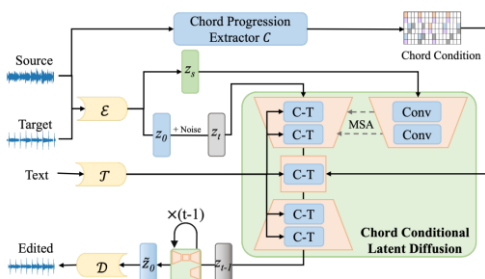 Chord Progression
Extractor C
Source
Chord Condition
z_s
ε
C-T
Conv
MSA
Target
z_0
+ Noise
z_t
C-T
Conv
Text
T
C-T
×(t-1)
C-T
C-T
Chord Conditional
Latent Diffusion
Edited
D
z̃_0
z_{t-1}